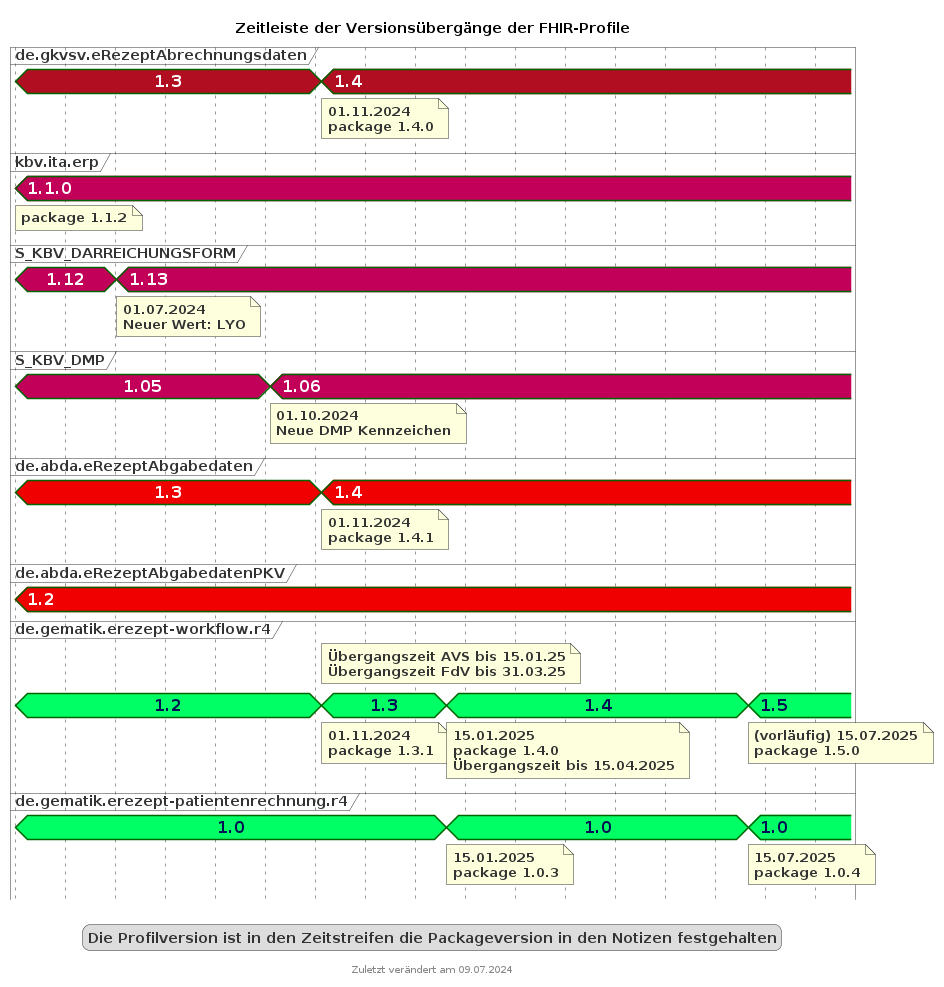 Zeitleiste der Versionsübergänge der FHIR-Profile
de.gkvsv.eRezeptAbrechnungsdaten
1.3
1.4
01.11.2024
package 1.4.0
kbv.ita.erp
1.1.0
package 1.1.2
S_KBV_DARREICHUNGSFORM
1.12
1.13
01.07.2024
Neuer Wert: LYO
S_KBV_DMP
1.05
1.06
01.10.2024
Neue DMP Kennzeichen
de.abda.eRezeptAbgabedaten
1.3
1.4
01.11.2024
package 1.4.1
de.abda.eRezeptAbgabedatenPKV
1.2
de.gematik.erezept-workflow.r4
Übergangszeit AVS bis 15.01.25
Übergangszeit FdV bis 31.03.25
1.2
1.3
1.4
1.5
01.11.2024
package 1.3.1
15.01.2025
package 1.4.0
Übergangszeit bis 15.04.2025
(vorläufig) 15.07.2025
package 1.5.0
de.gematik.erezept-patientenrechnung.r4
1.0
1.0
1.0
15.01.2025
package 1.0.3
15.07.2025
package 1.0.4
Die Profilversion ist in den Zeitstreifen die Packageversion in den Notizen festgehalten
Zuletzt verändert am 09.07.2024